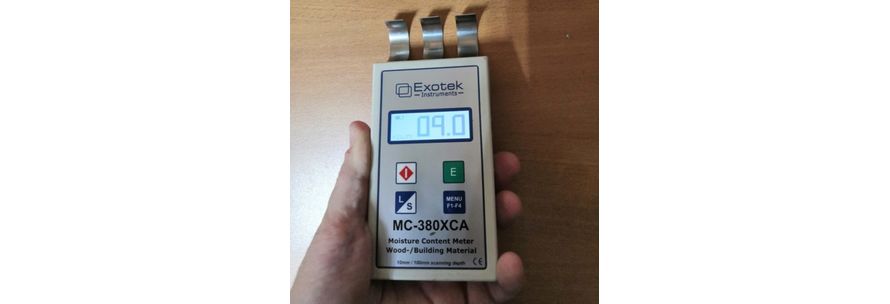 Exotek
Instruments
09.0
I
E
L
S
MENU
F1-F4
MC-380XCA
Moisture Content Meter
Wood-/Building Material
10mm / 100mm scanning depth
CE